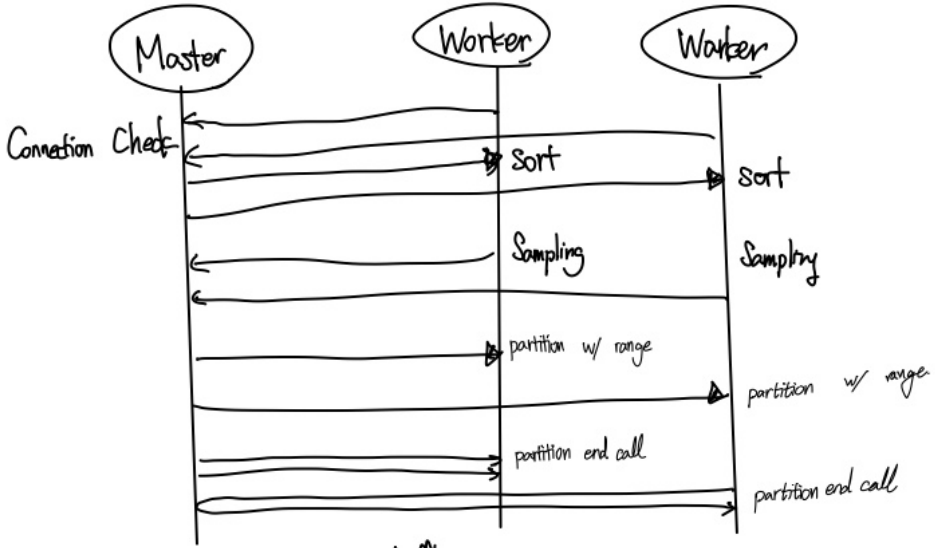 Master
Worker
Worker
Connection Check
Sort
Sort
Sampling
Sampling
partition w/ range
partition w/ range
partition end call
partition end call